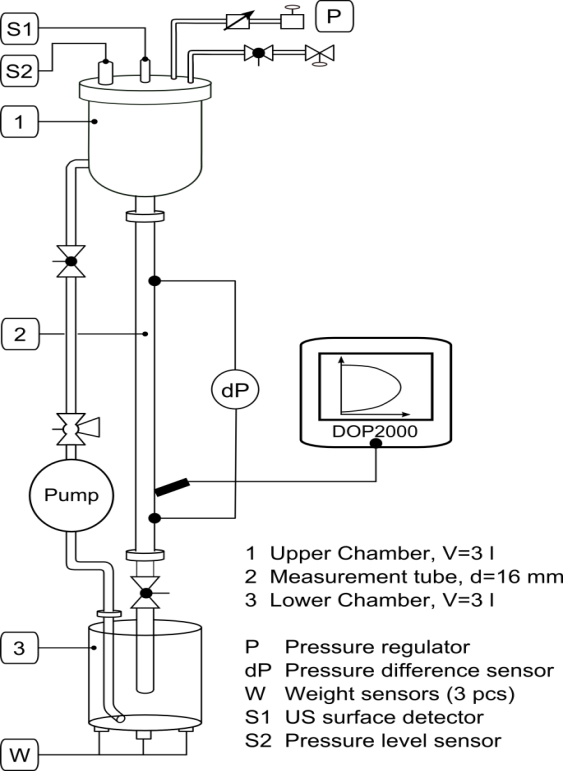 S1
P
S2
1
2
dP
DOP2000
Pump
1 Upper Chamber, V=3 l
2 Measurement tube, d=16 mm
3 Lower Chamber, V=3 l
3
P Pressure regulator
dP Pressure difference sensor
W Weight sensors (3 pcs)
S1 US surface detector
S2 Pressure level sensor
W